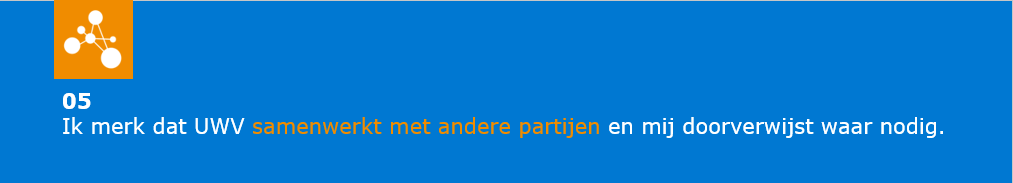 05
Ik merk dat UWV samenwerkt met andere partijen en mij doorverwijst waar nodig.